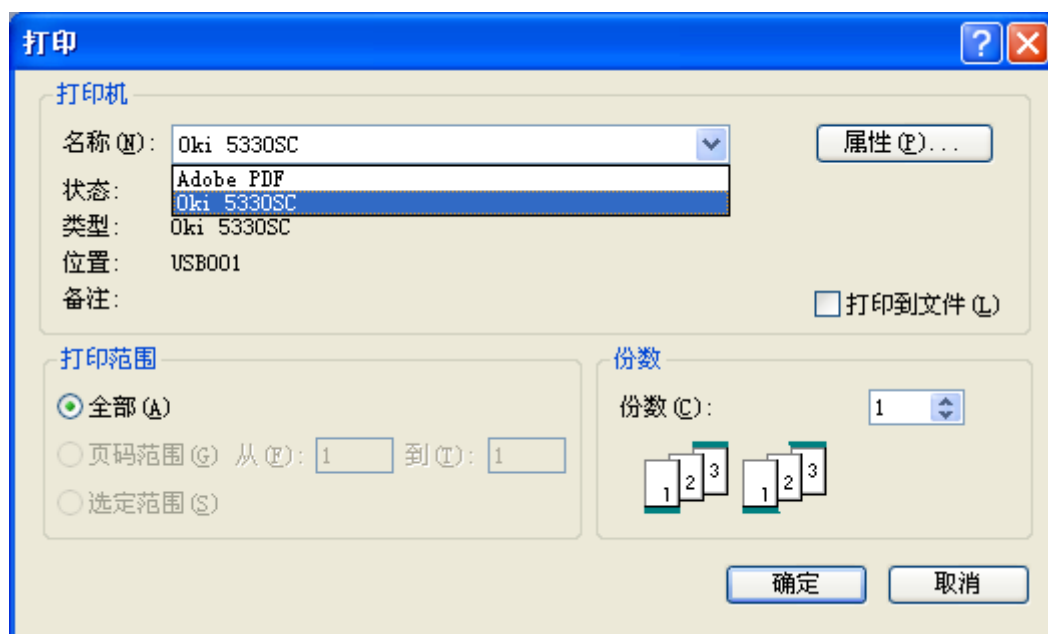 打印
打印机
名称(N): Oki 5330SC 属性(P)...
Adobe PDF
Oki 5330SC
状态:
类型: Oki 5330SC
位置: USB001
备注: 打印到文件(L)
打印范围
全部(A)
页码范围(G) 从(F): 1 到(T): 1
选定范围(S)
份数
份数(C): 1
1 2 3 1 2 3
确定 取消